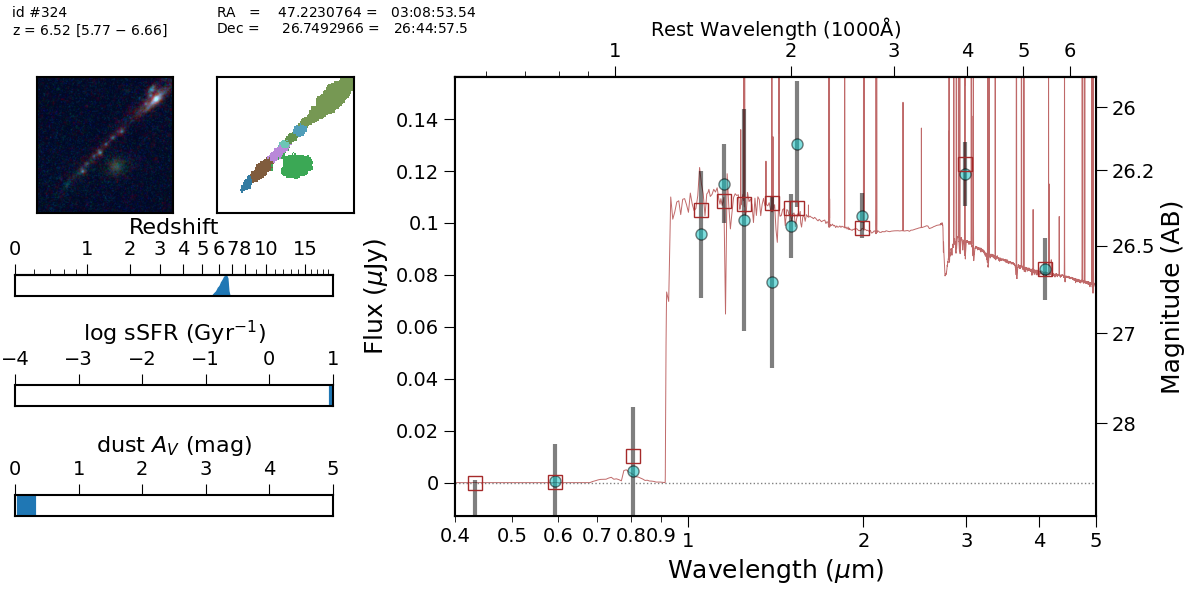 id #324
z = 6.52 [5.77 − 6.66]
RA = 47.2230764 = 03:08:53.54
Dec = 26.7492966 = 26:44:57.5
Redshift
0 1 2 3 4 5 6 7 8 10 15
log sSFR (Gyr⁻¹)
−4 −3 −2 −1 0 1
dust A_V (mag)
0 1 2 3 4 5
Rest Wavelength (1000Å)
1 2 3 4 5 6
Flux (μJy)
0.14
0.12
0.1
0.08
0.06
0.04
0.02
0
26
26.2
26.5
27
28
Magnitude (AB)
0.4 0.5 0.6 0.7 0.8 0.9 1 2 3 4 5
Wavelength (μm)